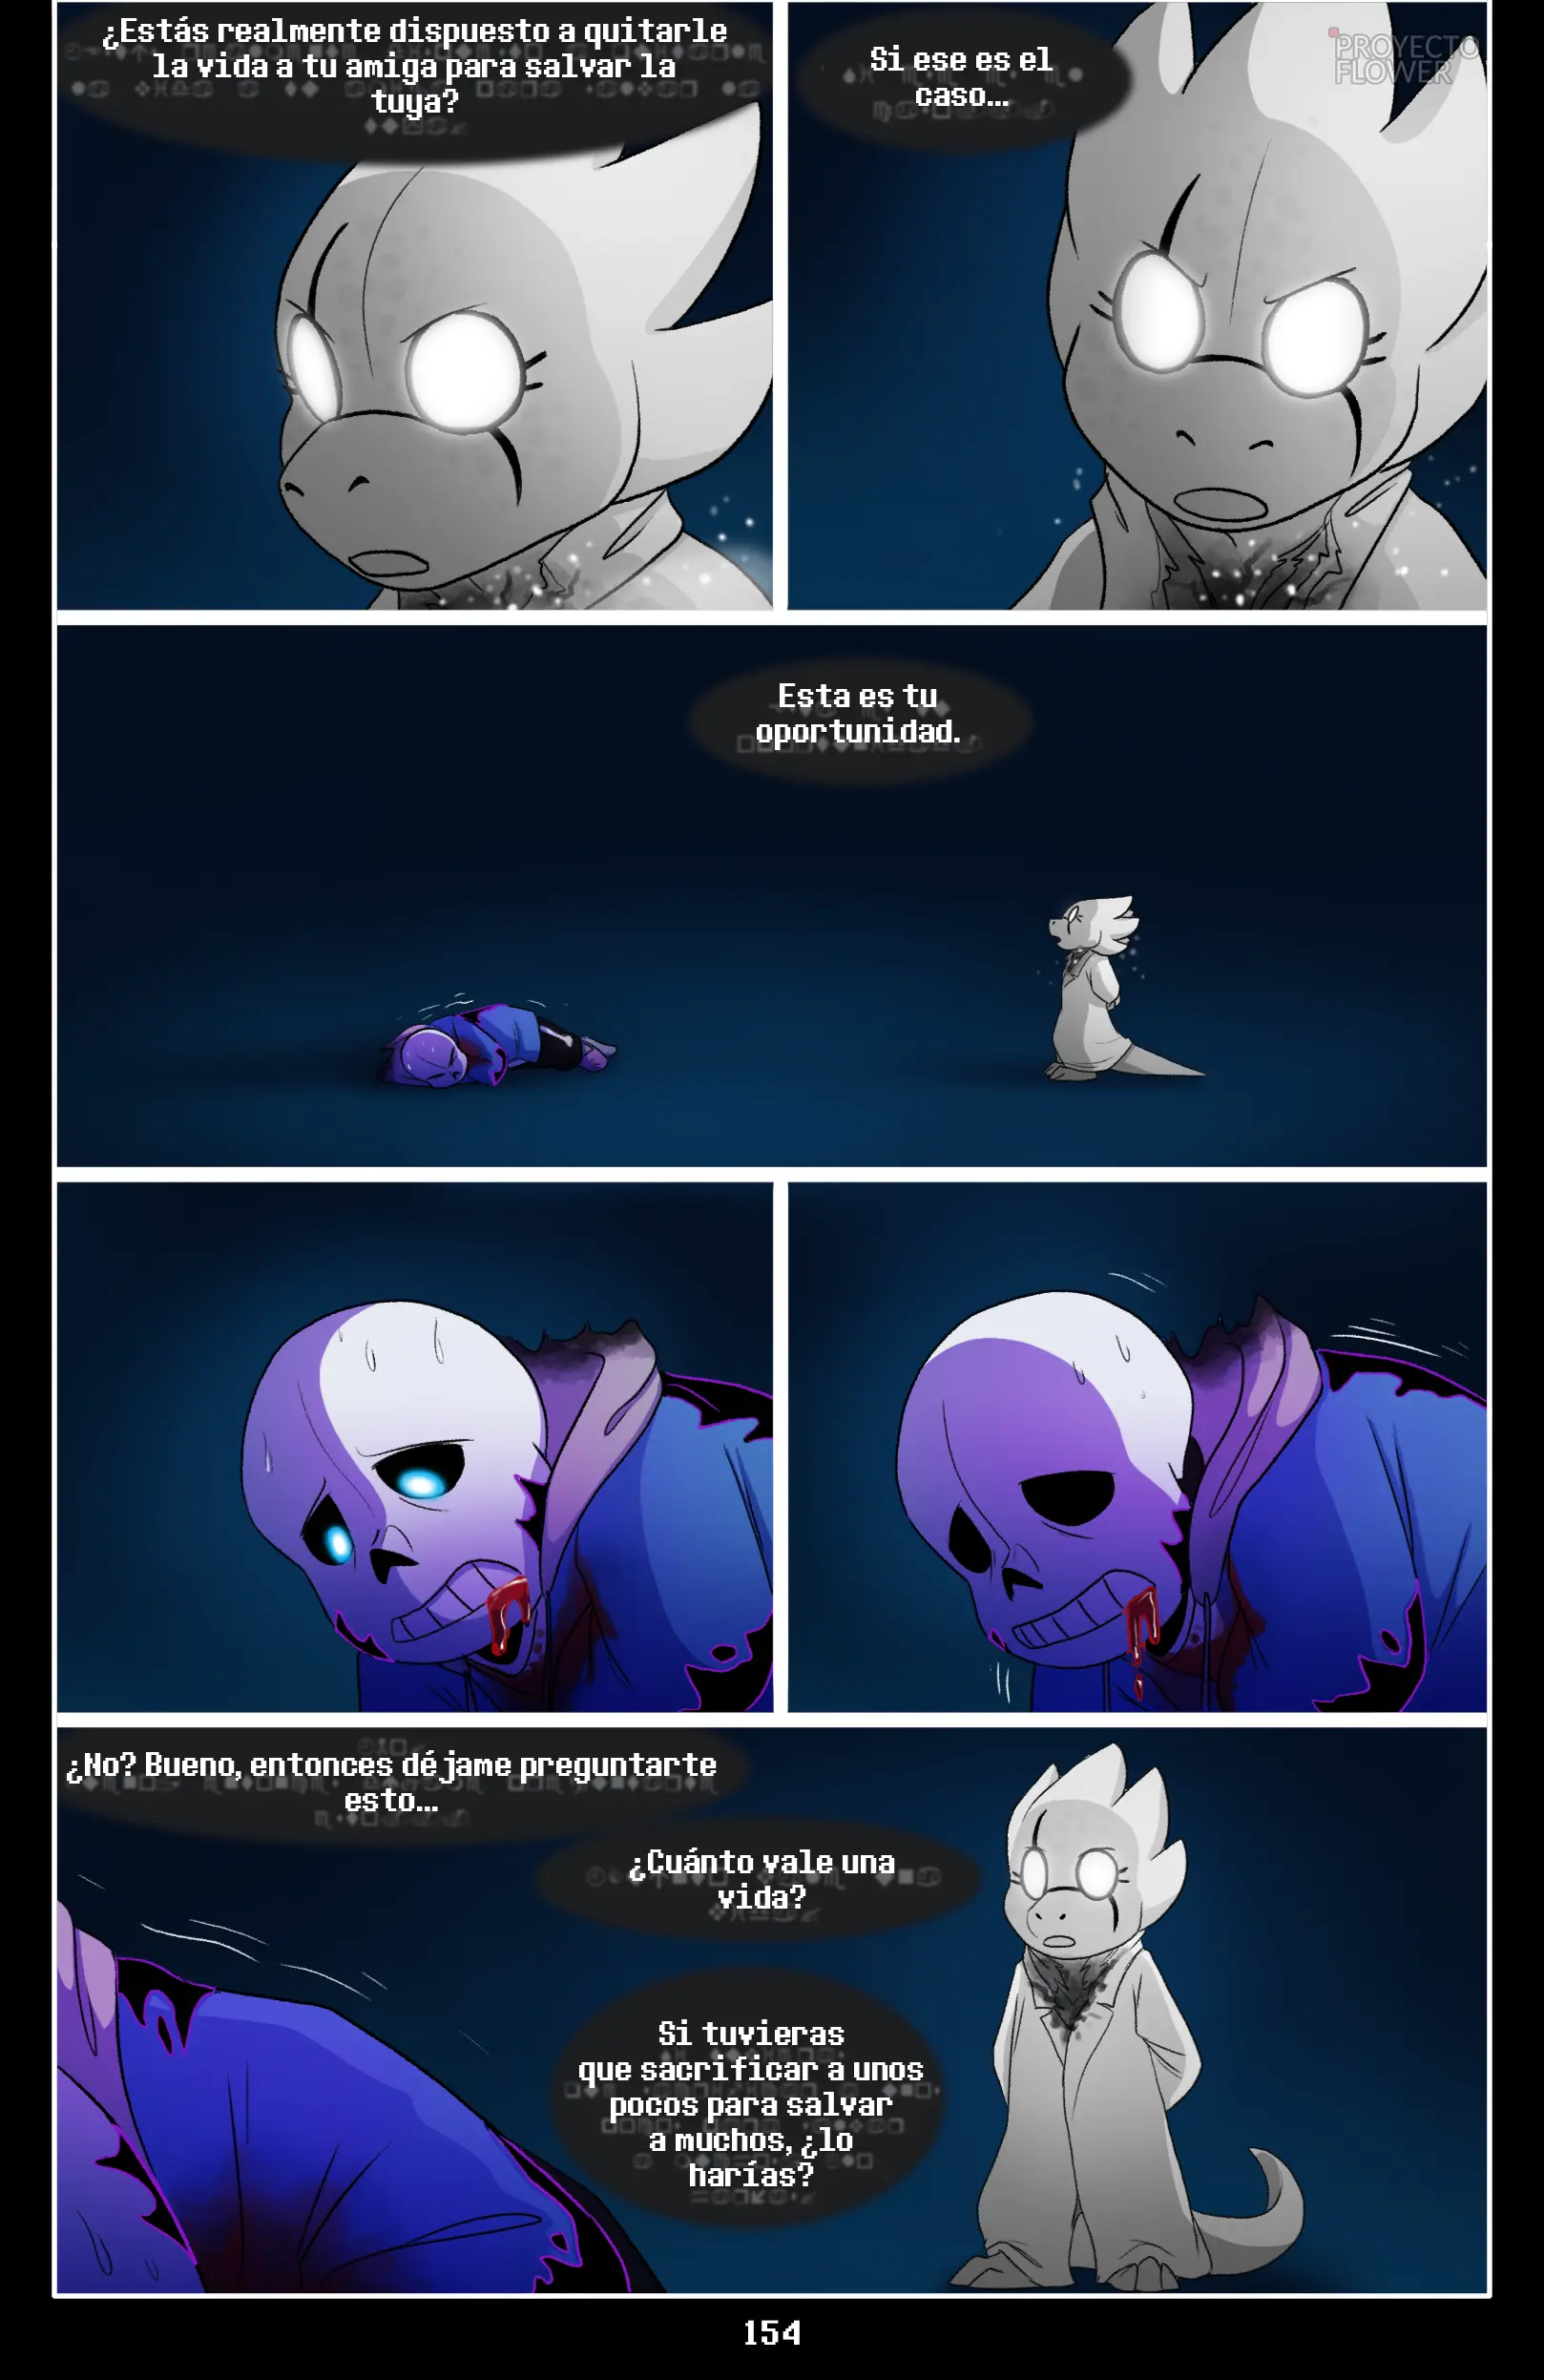 ¿Estás realmente dispuesto a quitarle
la vida a tu amiga para salvar la
tuya?
Si ese es el
caso...
PROYECTO
FLOWER
Esta es tu
oportunidad.
¿No? Bueno, entonces déjame preguntarte
esto...
¿Cuánto vale una
vida?
Si tuvieras
que sacrificar a unos
pocos para salvar
a muchos, ¿lo
harías?
154